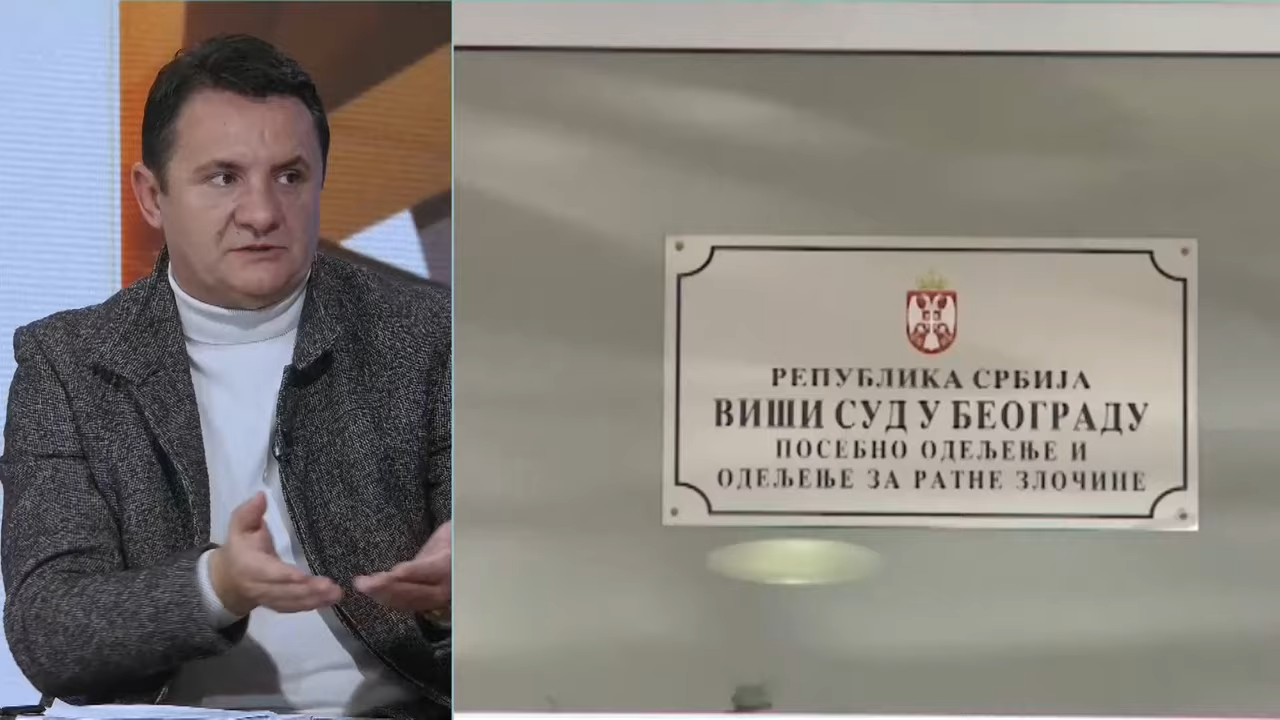 РЕПУБЛИКА СРБИЈА
ВИШИ СУД У БЕОГРАДУ
ПОСЕБНО ОДЕЉЕЊЕ И
ОДЕЉЕЊЕ ЗА РАТНЕ ЗЛОЧИНЕ